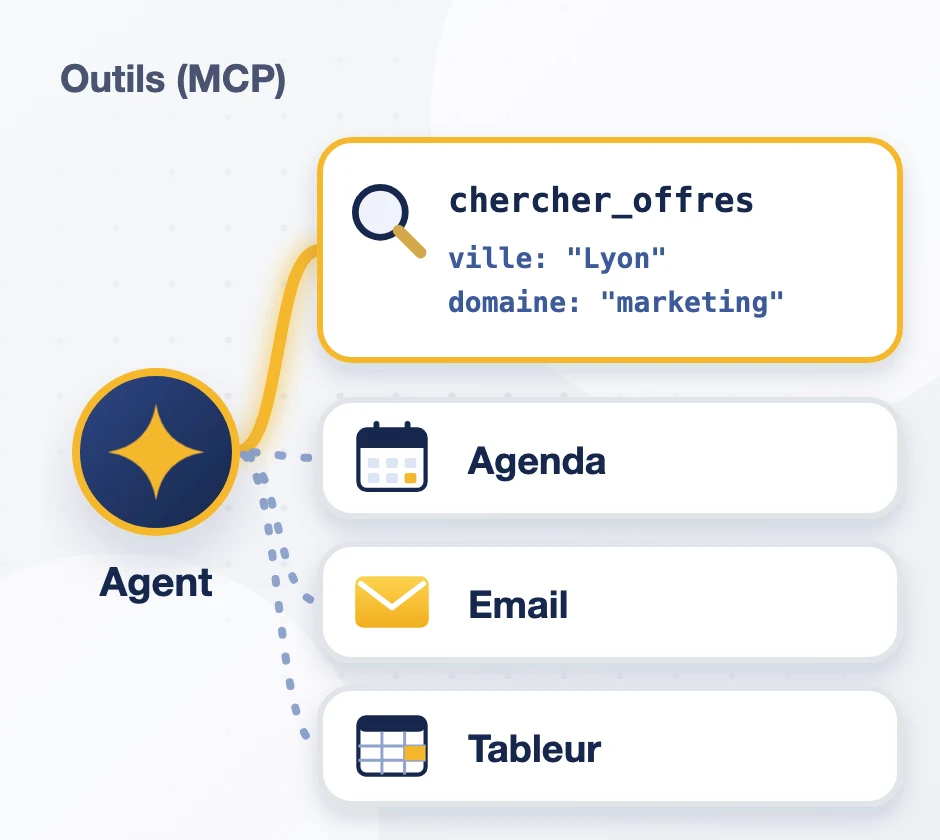 Outils (MCP)
chercher_offres
ville: "Lyon"
domaine: "marketing"
Agenda
Agent
Email
Tableur